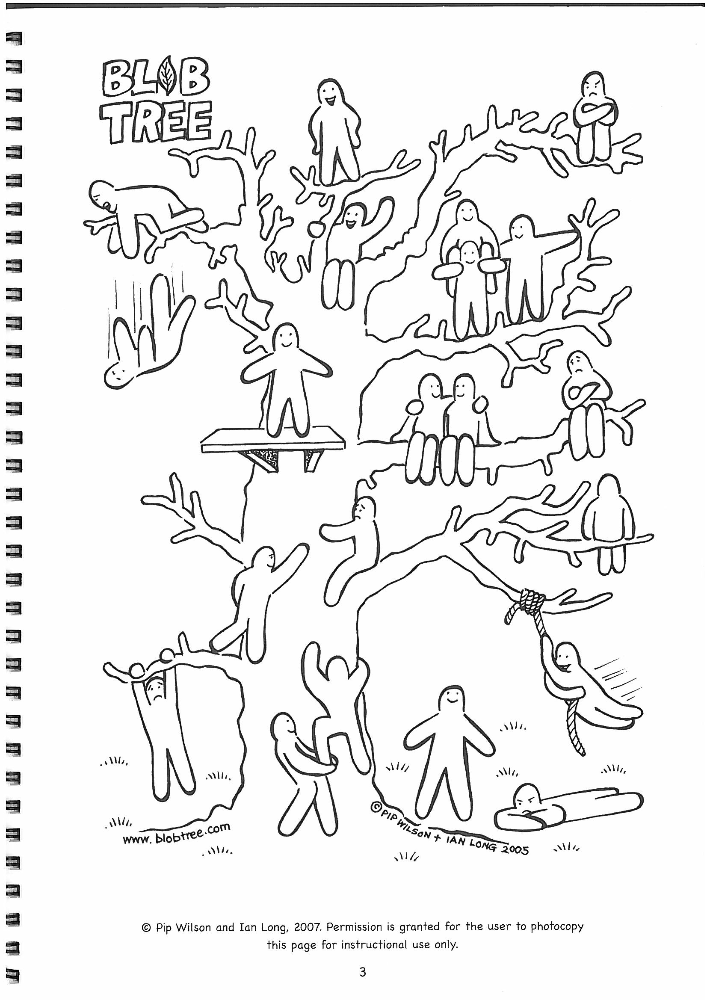 BLOB
TREE
www.blobtree.com
© PIP WILSON + IAN LONG 2005
© Pip Wilson and Ian Long, 2007. Permission is granted for the user to photocopy
this page for instructional use only.
3